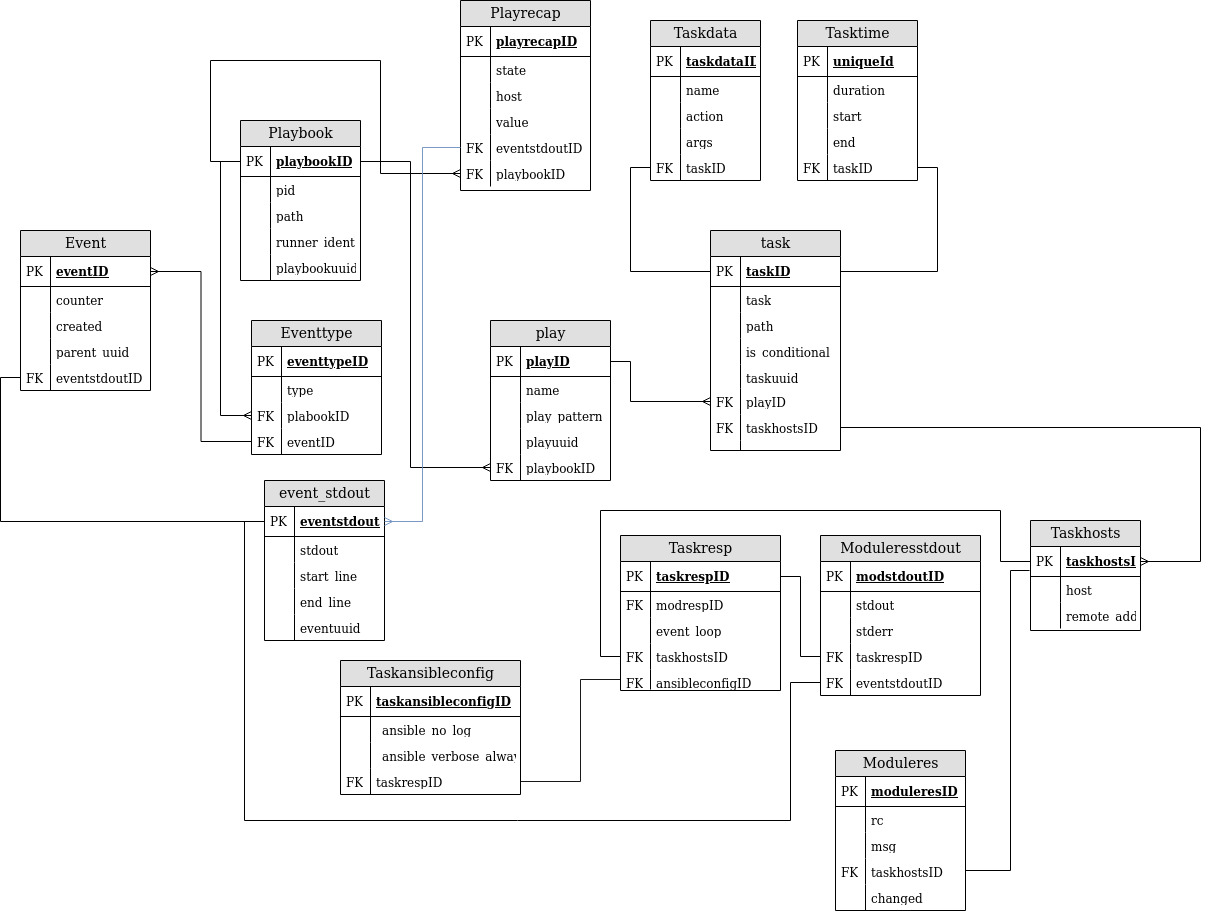 Playrecap
PK playrecapID
state
host
value
FK eventstdoutID
FK playbookID
Taskdata
PK taskdataII
name
action
args
FK taskID
Tasktime
PK uniqueId
duration
start
end
FK taskID
Playbook
PK playbookID
pid
path
runner_ident
playbookuuid
Event
PK eventID
counter
created
parent_uuid
FK eventstdoutID
task
PK taskID
task
path
is_conditional
taskuuid
FK playID
FK taskhostsID
Eventtype
PK eventtypeID
type
FK plabookID
FK eventID
play
PK playID
name
play_pattern
playuuid
FK playbookID
event_stdout
PK eventstdout
stdout
start_line
end_line
eventuuid
Taskresp
PK taskrespID
FK modrespID
event_loop
FK taskhostsID
FK ansibleconfigID
Moduleresstdout
PK modstdoutID
stdout
stderr
FK taskrespID
FK eventstdoutID
Taskhosts
PK taskhostsI
host
remote_add
Taskansibleconfig
PK taskansibleconfigID
ansible_no_log
ansible_verbose_alway
FK taskrespID
Moduleres
PK moduleresID
rc
msg
FK taskhostsID
changed